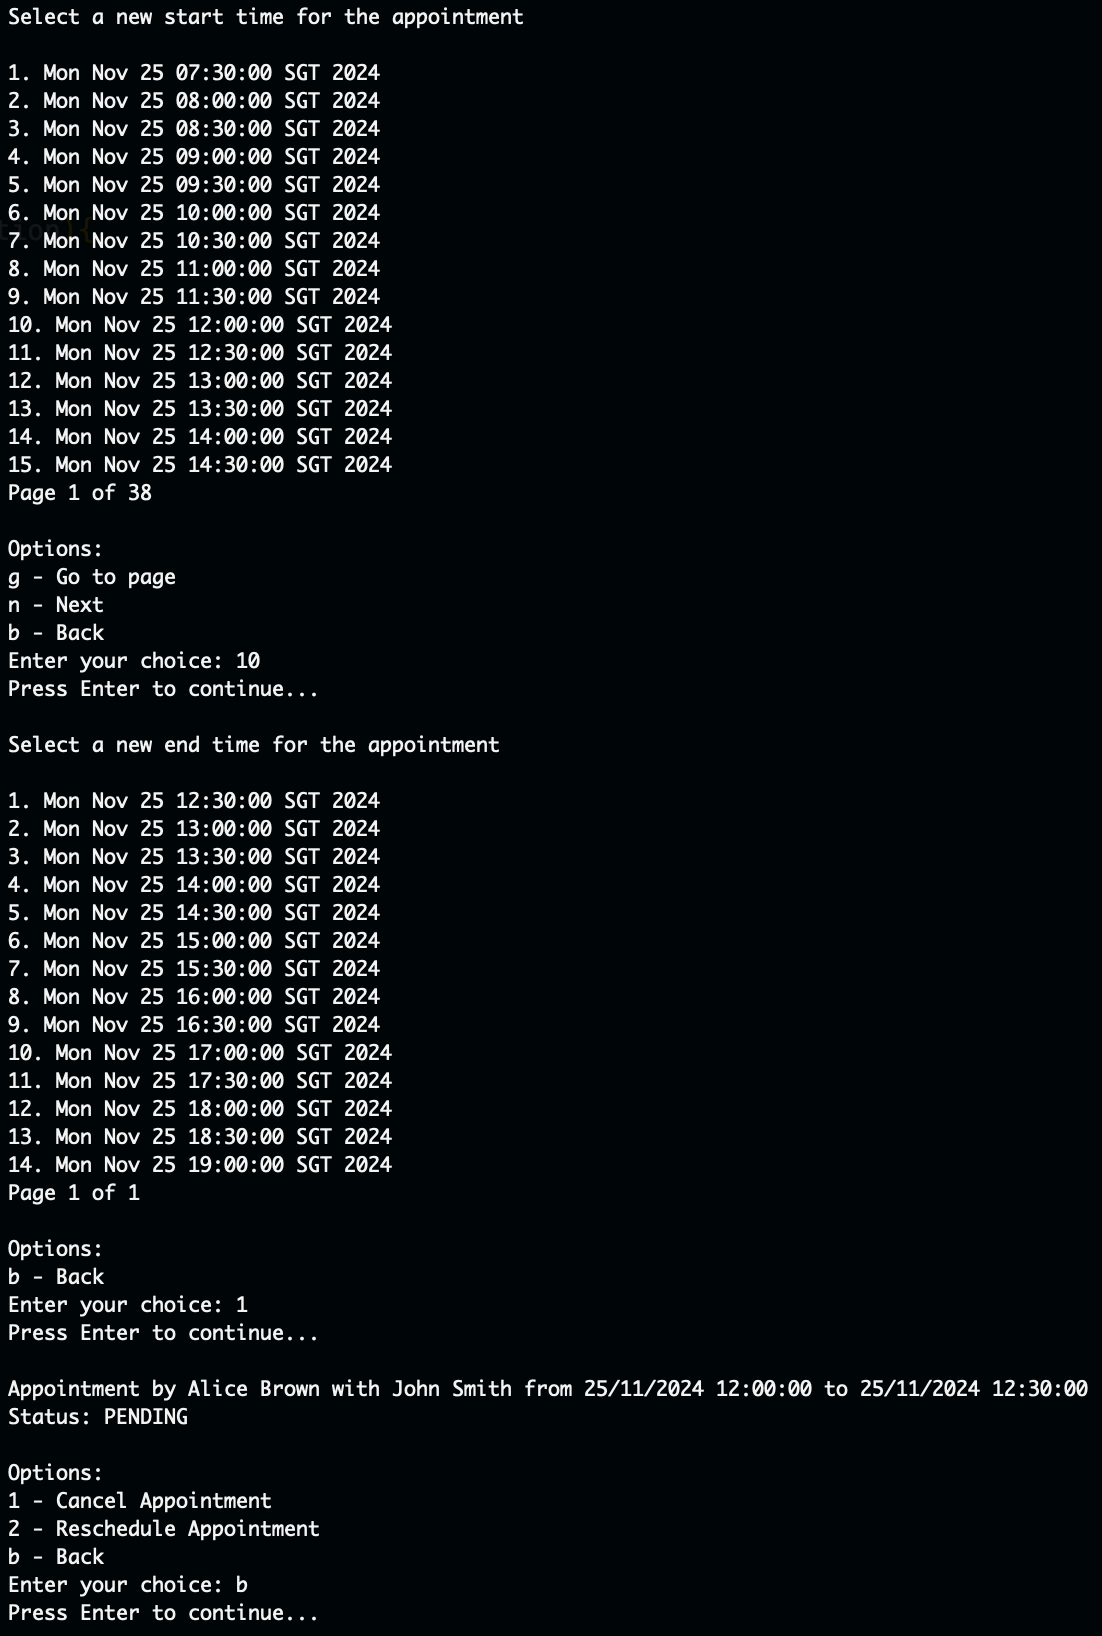 Select a new start time for the appointment
1. Mon Nov 25 07:30:00 SGT 2024
2. Mon Nov 25 08:00:00 SGT 2024
3. Mon Nov 25 08:30:00 SGT 2024
4. Mon Nov 25 09:00:00 SGT 2024
5. Mon Nov 25 09:30:00 SGT 2024
6. Mon Nov 25 10:00:00 SGT 2024
7. Mon Nov 25 10:30:00 SGT 2024
8. Mon Nov 25 11:00:00 SGT 2024
9. Mon Nov 25 11:30:00 SGT 2024
10. Mon Nov 25 12:00:00 SGT 2024
11. Mon Nov 25 12:30:00 SGT 2024
12. Mon Nov 25 13:00:00 SGT 2024
13. Mon Nov 25 13:30:00 SGT 2024
14. Mon Nov 25 14:00:00 SGT 2024
15. Mon Nov 25 14:30:00 SGT 2024
Page 1 of 38
Options:
g - Go to page
n - Next
b - Back
Enter your choice: 10
Press Enter to continue...
Select a new end time for the appointment
1. Mon Nov 25 12:30:00 SGT 2024
2. Mon Nov 25 13:00:00 SGT 2024
3. Mon Nov 25 13:30:00 SGT 2024
4. Mon Nov 25 14:00:00 SGT 2024
5. Mon Nov 25 14:30:00 SGT 2024
6. Mon Nov 25 15:00:00 SGT 2024
7. Mon Nov 25 15:30:00 SGT 2024
8. Mon Nov 25 16:00:00 SGT 2024
9. Mon Nov 25 16:30:00 SGT 2024
10. Mon Nov 25 17:00:00 SGT 2024
11. Mon Nov 25 17:30:00 SGT 2024
12. Mon Nov 25 18:00:00 SGT 2024
13. Mon Nov 25 18:30:00 SGT 2024
14. Mon Nov 25 19:00:00 SGT 2024
Page 1 of 1
Options:
b - Back
Enter your choice: 1
Press Enter to continue...
Appointment by Alice Brown with John Smith from 25/11/2024 12:00:00 to 25/11/2024 12:30:00
Status: PENDING
Options:
1 - Cancel Appointment
2 - Reschedule Appointment
b - Back
Enter your choice: b
Press Enter to continue...